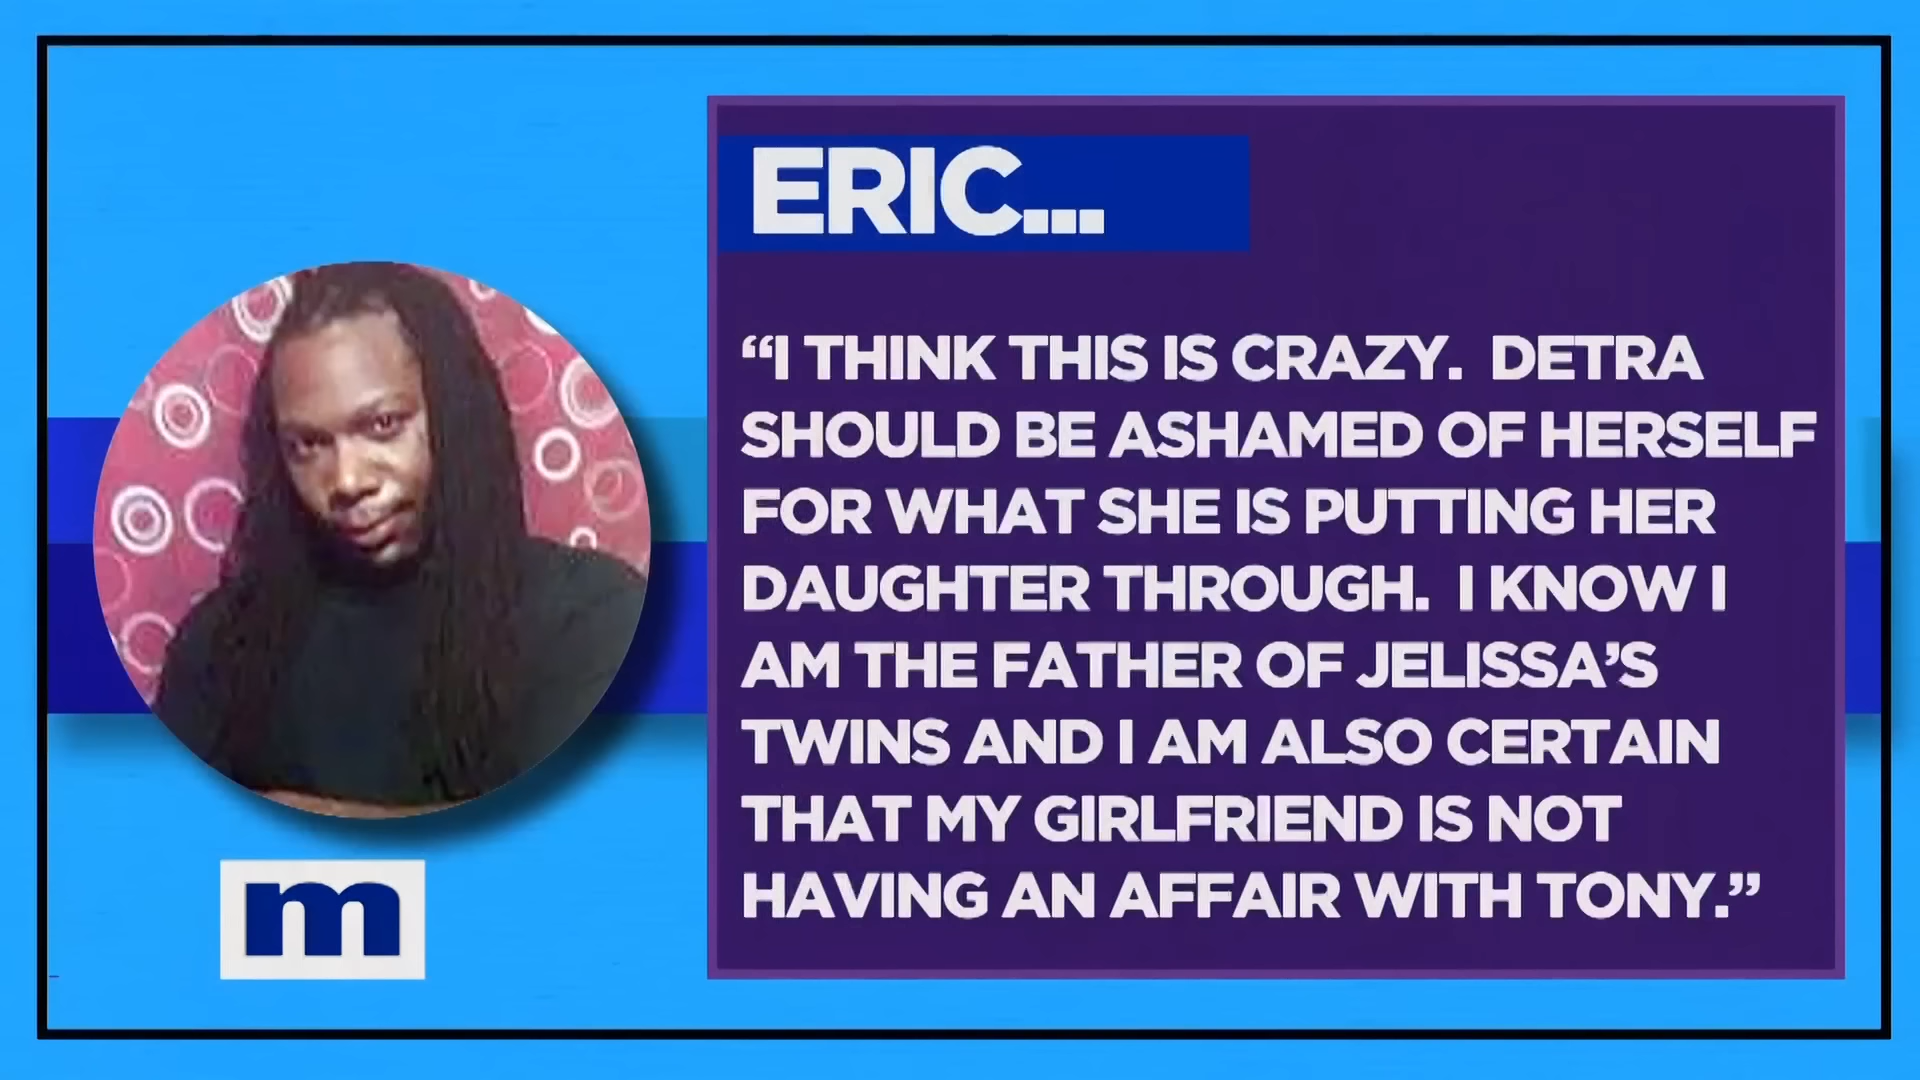 ERIC...
“I THINK THIS IS CRAZY. DETRA
SHOULD BE ASHAMED OF HERSELF
FOR WHAT SHE IS PUTTING HER
DAUGHTER THROUGH. I KNOW I
AM THE FATHER OF JELISSA’S
TWINS AND I AM ALSO CERTAIN
THAT MY GIRLFRIEND IS NOT
HAVING AN AFFAIR WITH TONY.”
m